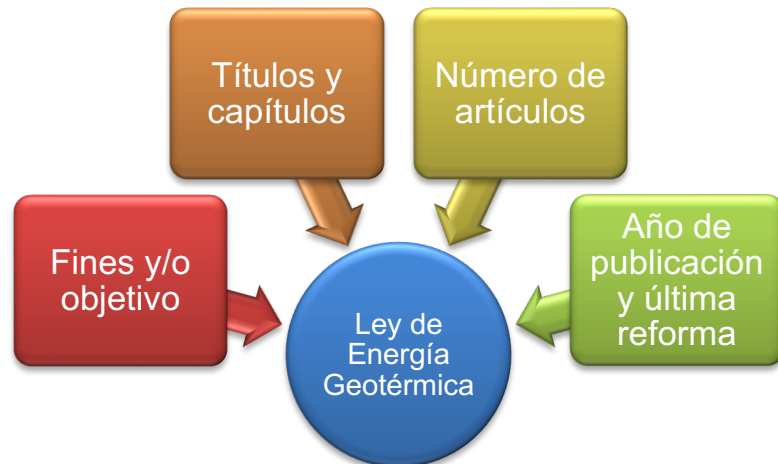 Títulos y
capítulos
Número de
artículos
Fines y/o
objetivo
Año de
publicación
y última
reforma
Ley de
Energía
Geotérmica